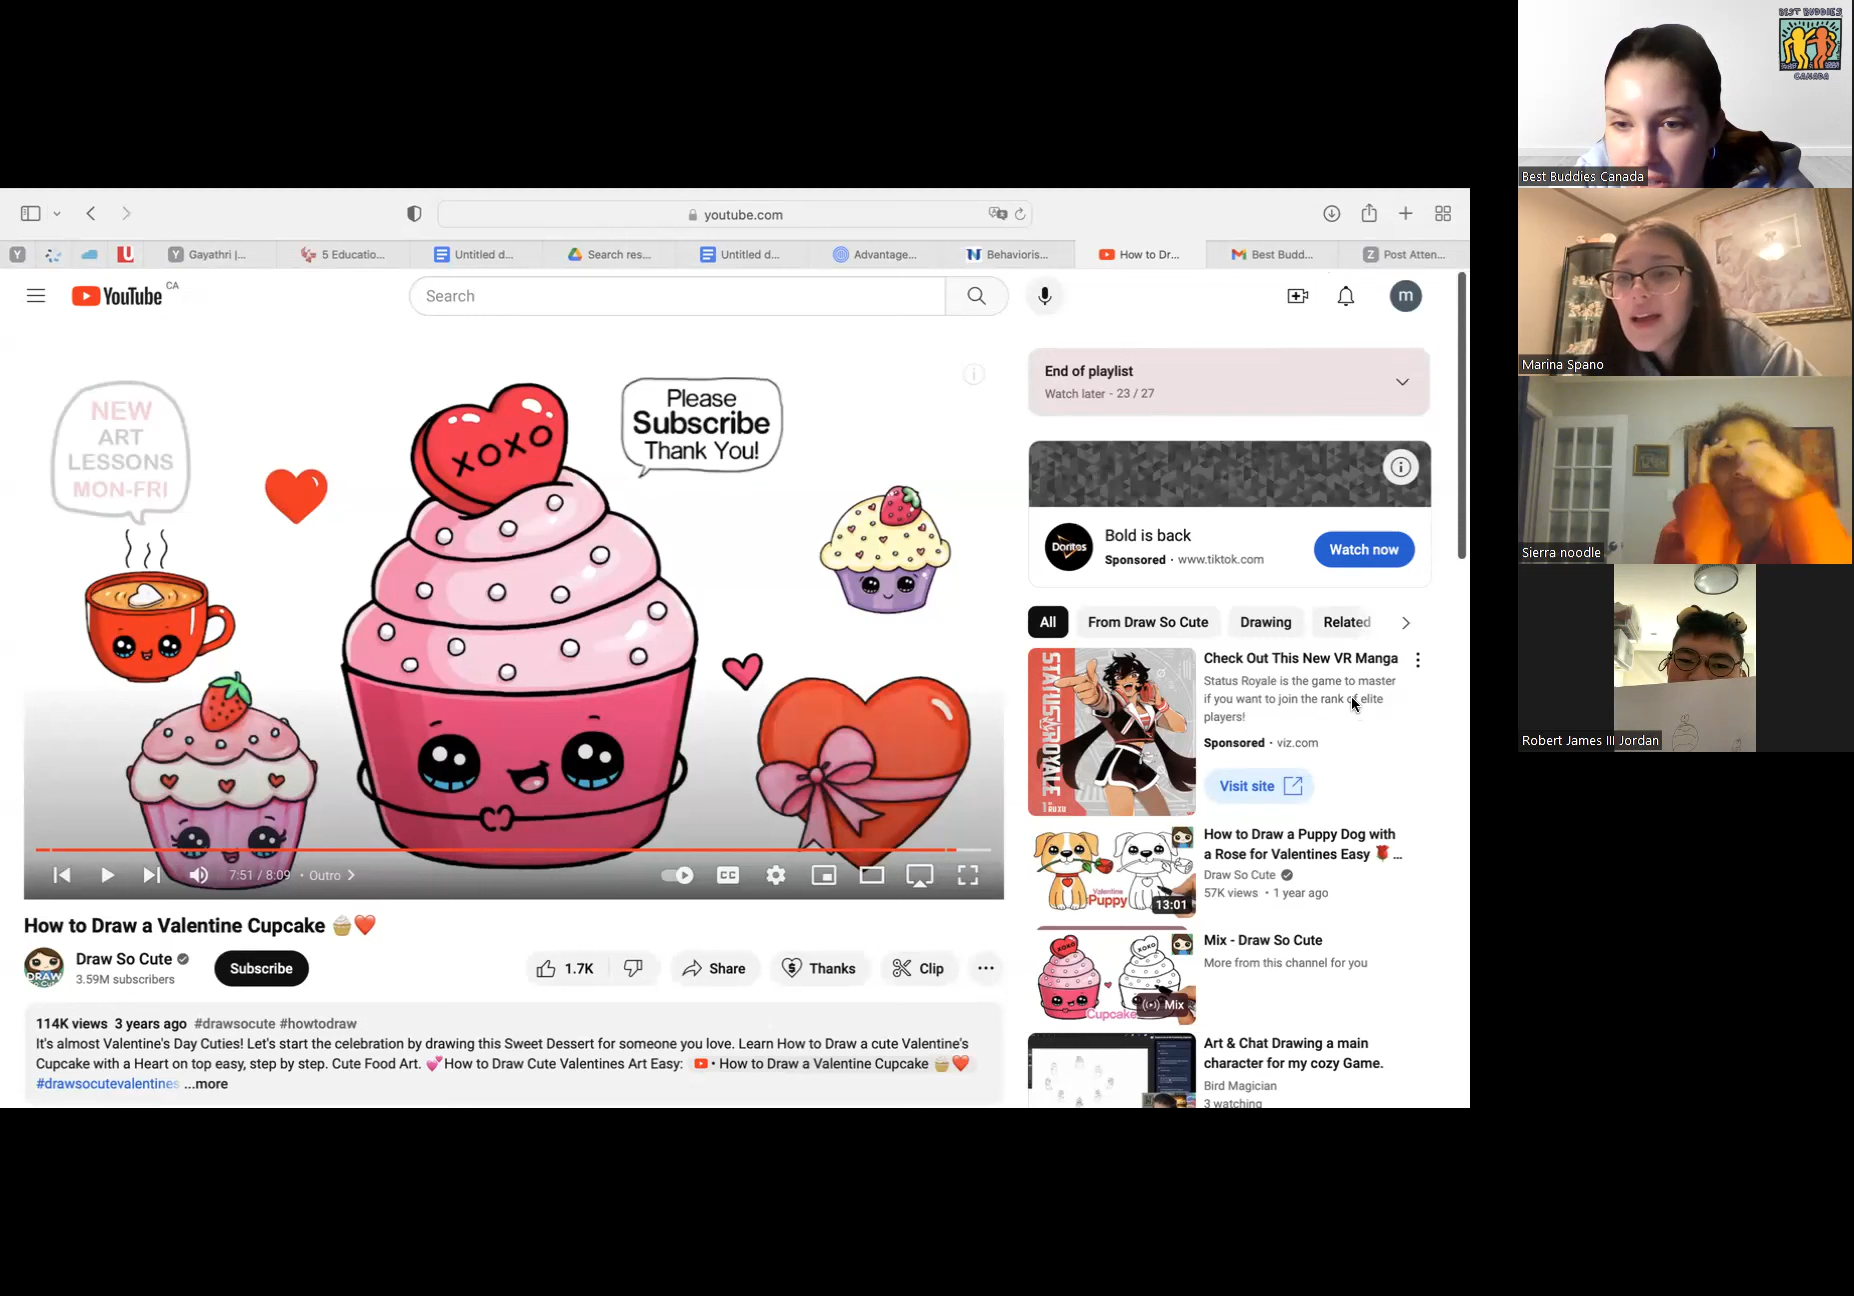 youtube.com
Gayathri |...
5 Educatio...
Untitled d...
Search res...
Untitled d...
Advantage...
Behavioris...
How to Dr...
Best Budd...
Post Atten...
YouTube CA
Search
m
NEW
ART
LESSONS
MON-FRI
XOXO
Please
Subscribe
Thank You!
7:51 / 8:09 • Outro
CC
How to Draw a Valentine Cupcake 🧁❤️
Draw So Cute
3.59M subscribers
Subscribe
1.7K
Share
Thanks
Clip
114K views 3 years ago #drawsocute #howtodraw
It's almost Valentine's Day Cuties! Let's start the celebration by drawing this Sweet Dessert for someone you love. Learn How to Draw a cute Valentine's
Cupcake with a Heart on top easy, step by step. Cute Food Art. 💕How to Draw Cute Valentines Art Easy: • How to Draw a Valentine Cupcake 🧁❤️
#drawsocutevalentines ...more
End of playlist
Watch later - 23 / 27
Doritos
Bold is back
Sponsored · www.tiktok.com
Watch now
All
From Draw So Cute
Drawing
Related
STATUS ROYALE
Check Out This New VR Manga
Status Royale is the game to master
if you want to join the rank of elite
players!
Sponsored · viz.com
Visit site
Valentine
Puppy
13:01
How to Draw a Puppy Dog with
a Rose for Valentines Easy 🌹 ...
Draw So Cute
57K views • 1 year ago
XOXO
XOXO
Cupcake
Mix
Mix - Draw So Cute
More from this channel for you
Art & Chat Drawing a main
character for my cozy Game.
Bird Magician
3 watching
BEST BUDDIES
CANADA
Best Buddies Canada
Marina Spano
Sierra noodle
Robert James III Jordan